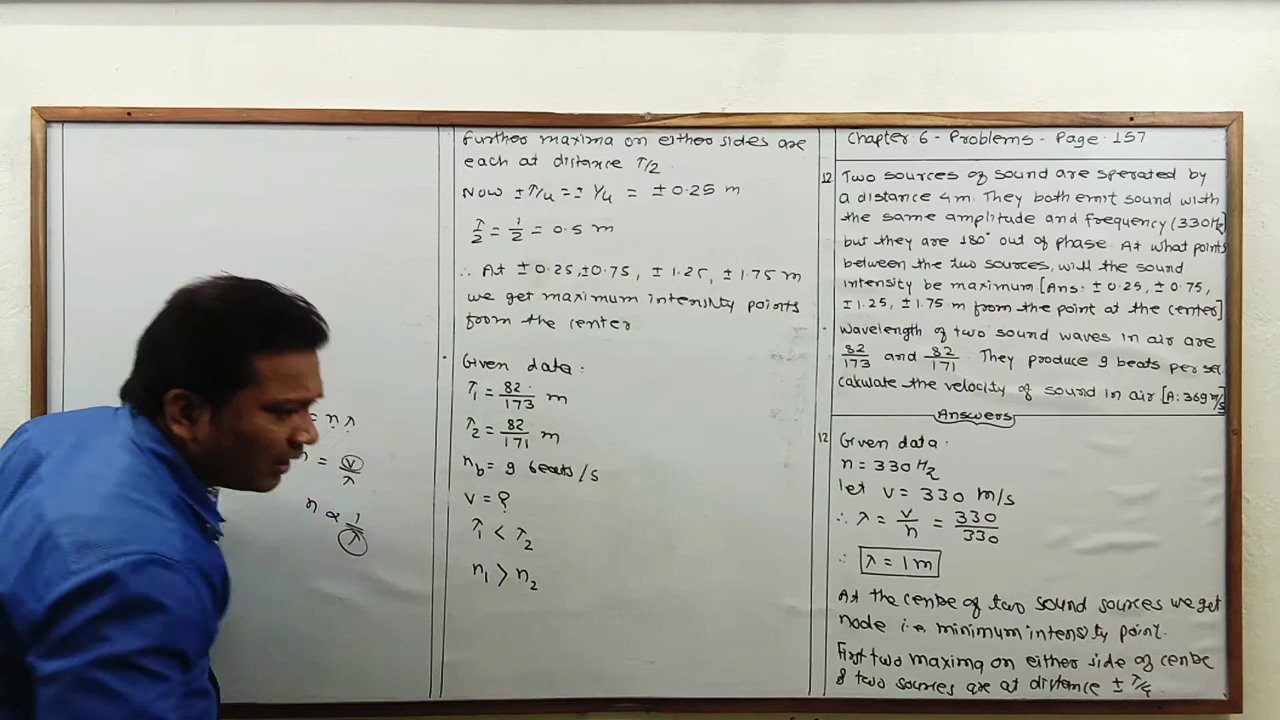 Chapter 6 - Problems - Page. 157
12 Two sources of sound are sperated by
a distance 4m. They both emit sound with
the same amplitude and frequency (330Hz)
but they are 180° out of phase. At what points
between the two sources, will the sound
intensity be maximum [Ans: ± 0.25, ± 0.75,
± 1.25, ± 1.75 m from the point at the center]
Wavelength of two sound waves in air are
82/173 and 82/171. They produce 9 beats per sec.
calculate the velocity of sound in air [A: 369 m/s]
Answers
12 Given data:
n = 330 Hz
let v = 330 m/s
∴ λ = v/n = 330/330
∴ λ = 1m
At the centre of two sound sources we get
node i.e. minimum intensity point.
First two maxima on either side of centre
& two sources are at distance ± λ/4
Further maxima on either sides are
each at distance λ/2
Now ± λ/4 = ± 1/4 = ± 0.25 m
λ/2 = 1/2 = 0.5 m
∴ At ± 0.25, ± 0.75, ± 1.25, ± 1.75 m
we get maximum intensity points
from the center
Given data:
λ1 = 82/173 m
λ2 = 82/171 m
nb = 9 beats/s
v = ?
λ1 < λ2
n1 > n2
= n λ
= v/λ
n ∝ 1/λ